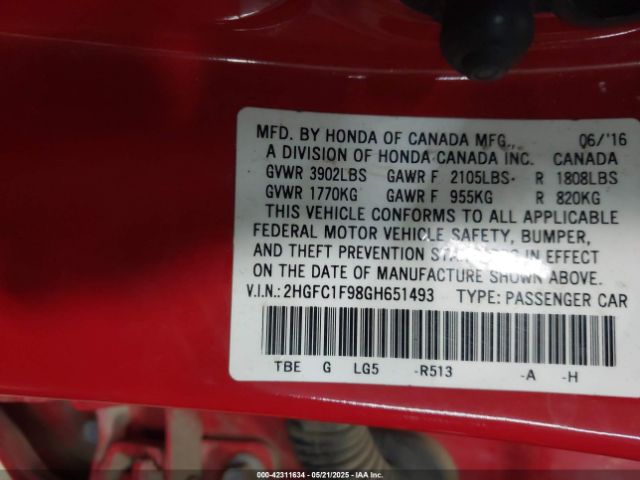 MFD. BY HONDA OF CANADA MFG., 06/'16
A DIVISION OF HONDA CANADA INC. CANADA
GVWR 3902LBS GAWR F 2105LBS R 1808LBS
GVWR 1770KG GAWR F 955KG R 820KG
THIS VEHICLE CONFORMS TO ALL APPLICABLE
FEDERAL MOTOR VEHICLE SAFETY, BUMPER,
AND THEFT PREVENTION STANDARDS IN EFFECT
ON THE DATE OF MANUFACTURE SHOWN ABOVE.
V.I.N.: 2HGFC1F98GH651493 TYPE: PASSENGER CAR
TBE G LG5 -R513 -A -H
000-42311634 - 05/21/2025 - IAA Inc.